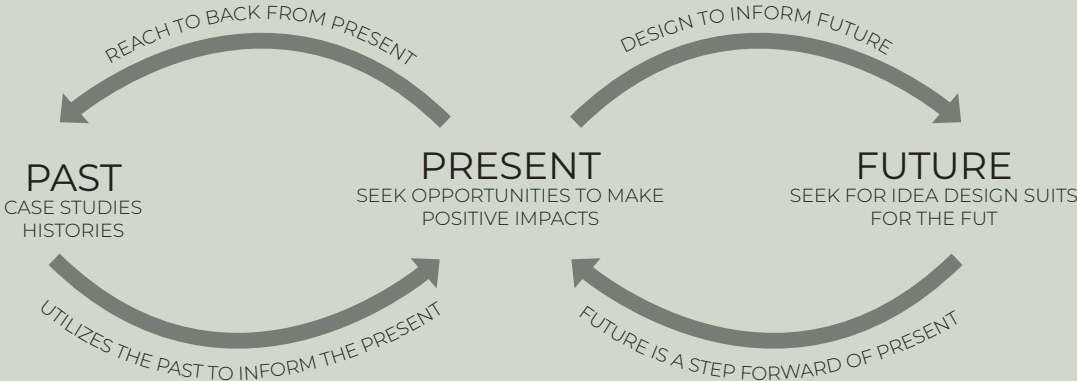 REACH TO BACK FROM PRESENT
DESIGN TO INFORM FUTURE
PAST
CASE STUDIES
HISTORIES
PRESENT
SEEK OPPORTUNITIES TO MAKE
POSITIVE IMPACTS
FUTURE
SEEK FOR IDEA DESIGN SUITS
FOR THE FUT
UTILIZES THE PAST TO INFORM THE PRESENT
FUTURE IS A STEP FORWARD OF PRESENT